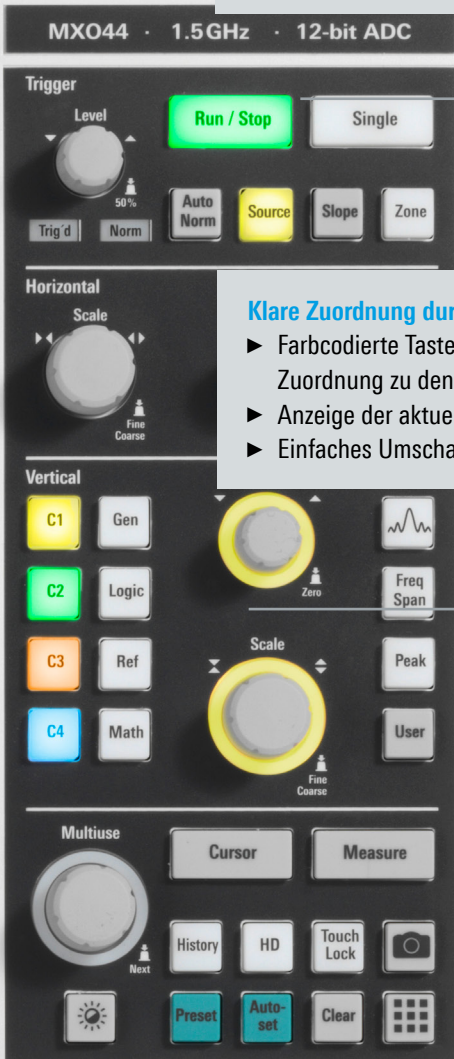 MXO44 · 1.5 GHz · 12-bit ADC
Trigger
Level
Run / Stop
Single
50%
Trig'd
Norm
Auto
Norm
Source
Slope
Zone
Horizontal
Scale
Fine
Coarse
Klare Zuordnung dur
► Farbcodierte Taste
Zuordnung zu den
► Anzeige der aktue
► Einfaches Umscha
Vertical
C1
Gen
C2
Logic
C3
Ref
C4
Math
Zero
Scale
Fine
Coarse
Freq
Span
Peak
User
Multiuse
Next
Cursor
Measure
History
HD
Touch
Lock
Preset
Auto-
set
Clear